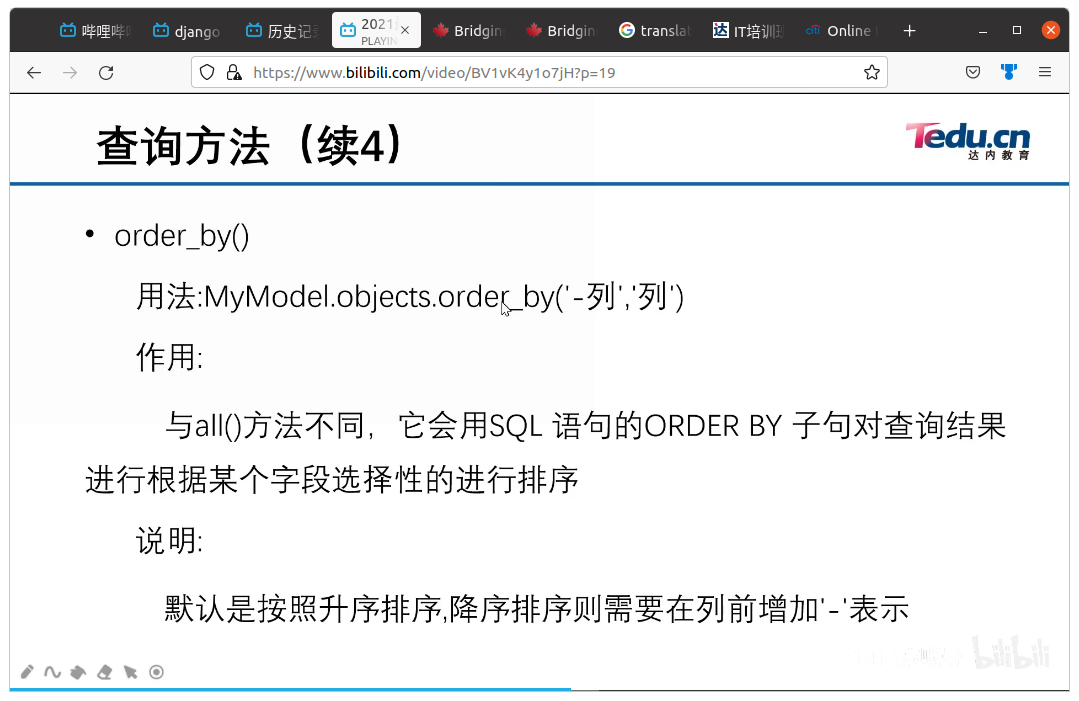 哔哩哔
django
历史记录
2021
PLAYIN
Bridgin
Bridgin
translat
IT培训班
citi Online
https://www.bilibili.com/video/BV1vK4y1o7jH?p=19
查询方法（续4）
Tedu.cn
达内教育
• order_by()
用法:MyModel.objects.order_by('-列','列')
作用:
与all()方法不同，它会用SQL 语句的ORDER BY 子句对查询结果
进行根据某个字段选择性的进行排序
说明:
默认是按照升序排序,降序排序则需要在列前增加'-'表示
bilibili